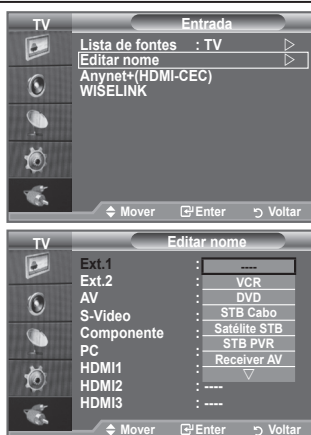 TV Entrada
Lista de fontes : TV
Editar nome
Anynet+(HDMI-CEC)
WISELINK
Mover Enter Voltar
TV Editar nome
Ext.1 : ----
Ext.2 : VCR
AV : DVD
S-Video : STB Cabo
Componente : Satélite STB
PC : STB PVR
HDMI1 : Receiver AV
HDMI2 : ----
HDMI3 : ----
Mover Enter Voltar